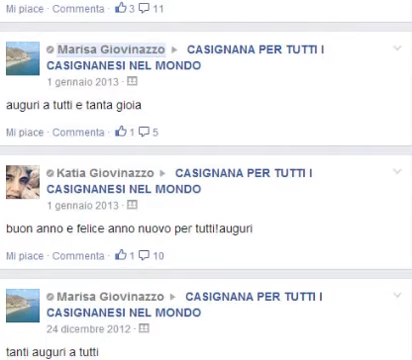 Mi piace · Commenta · 3 11
Marisa Giovinazzo ▸ CASIGNANA PER TUTTI I
CASIGNANESI NEL MONDO
1 gennaio 2013 ·
auguri a tutti e tanta gioia
Mi piace · Commenta · 1 5
Katia Giovinazzo ▸ CASIGNANA PER TUTTI I
CASIGNANESI NEL MONDO
1 gennaio 2013 ·
buon anno e felice anno nuovo per tutti!auguri
Mi piace · Commenta · 1 10
Marisa Giovinazzo ▸ CASIGNANA PER TUTTI I
CASIGNANESI NEL MONDO
24 dicembre 2012 ·
tanti auguri a tutti